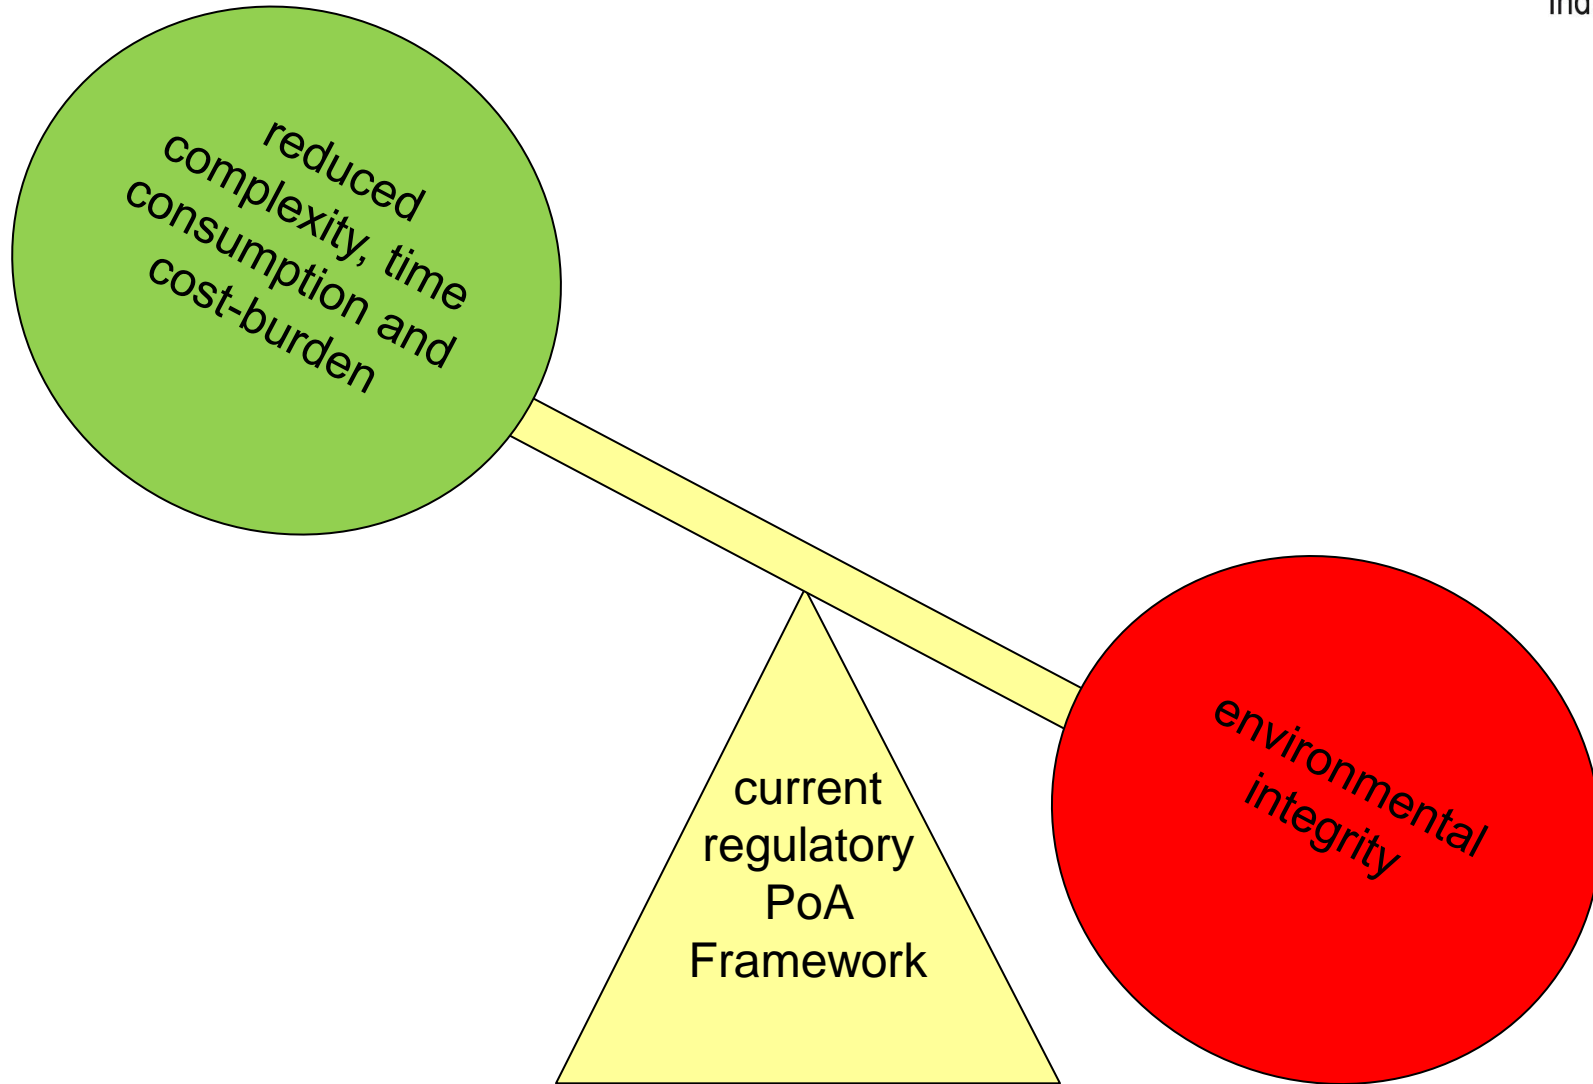 reduced
complexity, time
consumption and
cost-burden
current
regulatory
PoA
Framework
environmental
integrity